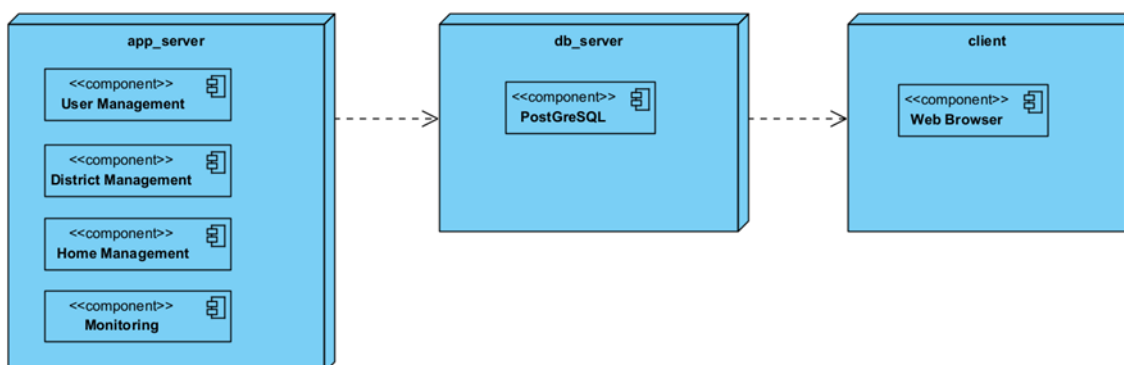 app_server
<<component>>
User Management
<<component>>
District Management
<<component>>
Home Management
<<component>>
Monitoring
db_server
<<component>>
PostGreSQL
client
<<component>>
Web Browser